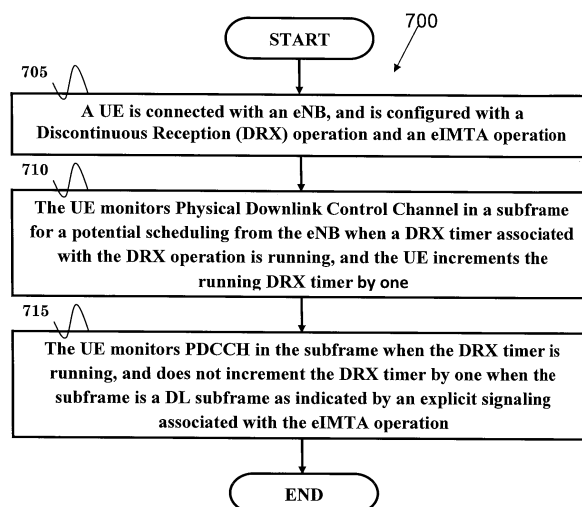 START
700
705
A UE is connected with an eNB, and is configured with a
Discontinuous Reception (DRX) operation and an eIMTA operation
710
The UE monitors Physical Downlink Control Channel in a subframe
for a potential scheduling from the eNB when a DRX timer associated
with the DRX operation is running, and the UE increments the
running DRX timer by one
715
The UE monitors PDCCH in the subframe when the DRX timer is
running, and does not increment the DRX timer by one when the
subframe is a DL subframe as indicated by an explicit signaling
associated with the eIMTA operation
END